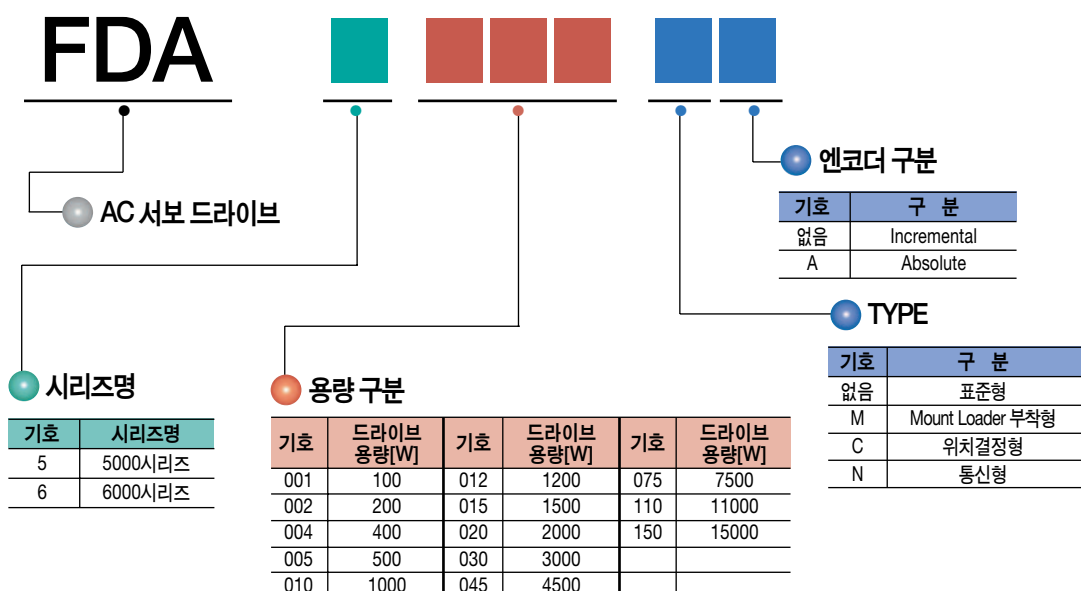 FDA
엔코더 구분
기호 구 분
없음 Incremental
A Absolute
AC 서보 드라이브
TYPE
기호 구 분
없음 표준형
M Mount Loader 부착형
C 위치결정형
N 통신형
시리즈명
기호 시리즈명
5 5000시리즈
6 6000시리즈
용량 구분
기호 드라이브 용량[W] 기호 드라이브 용량[W] 기호 드라이브 용량[W]
001 100 012 1200 075 7500
002 200 015 1500 110 11000
004 400 020 2000 150 15000
005 500 030 3000
010 1000 045 4500